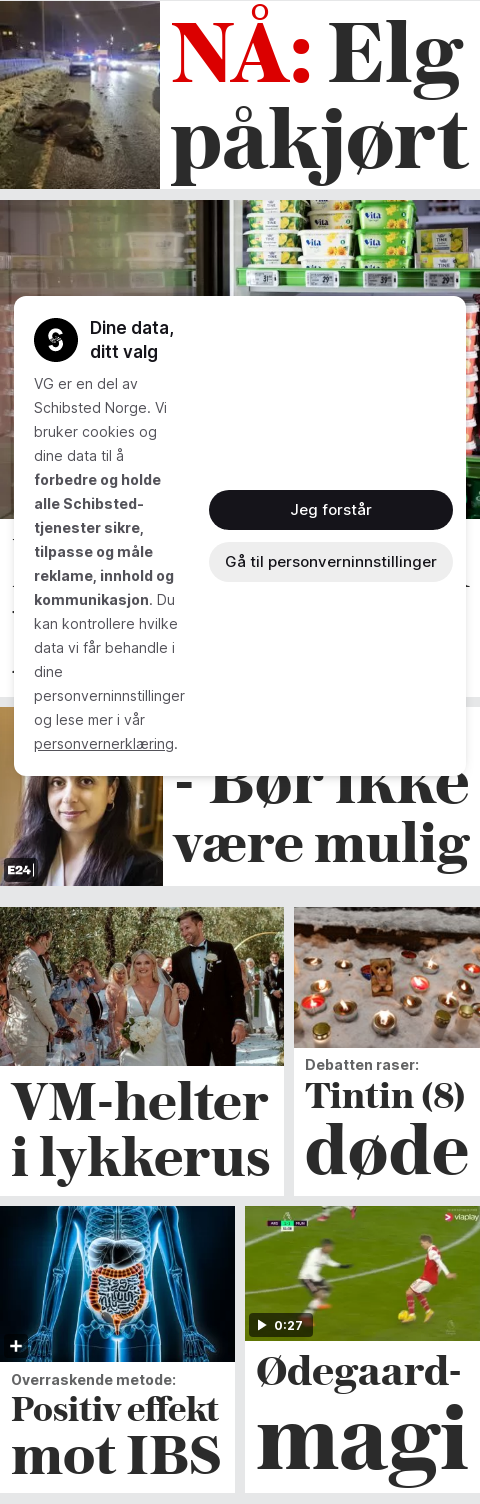 NÅ: Elg
påkjørt
vita
vita
TINE
Dine data,
ditt valg
VG er en del av
Schibsted Norge. Vi
bruker cookies og
dine data til å
forbedre og holde
alle Schibsted-
tjenester sikre,
tilpasse og måle
reklame, innhold og
kommunikasjon. Du
kan kontrollere hvilke
data vi får behandle i
dine
personverninnstillinger
og lese mer i vår
personvernerklæring.
Jeg forstår
Gå til personverninnstillinger
- Bør ikke
være mulig
E24
VM-helter
i lykkerus
Debatten raser:
Tintin (8)
døde
Overraskende metode:
Positiv effekt
mot IBS
viaplay
0:27
Ødegaard-
magi